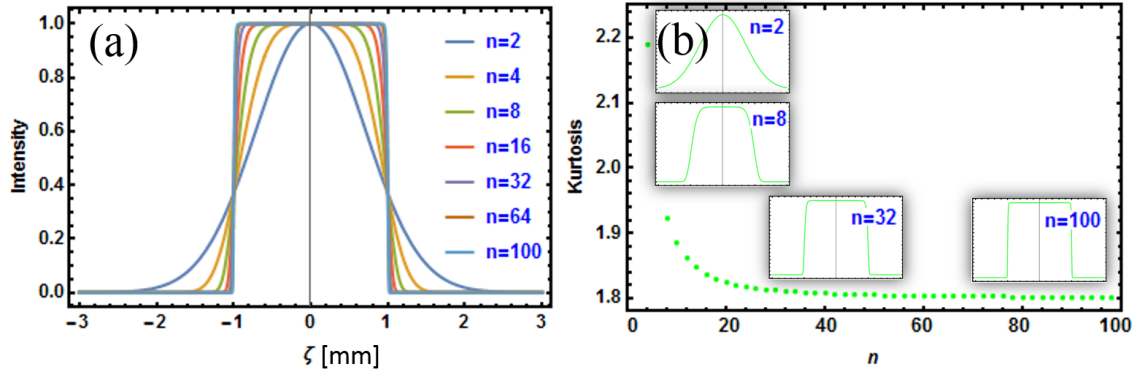 (a)
n=2
n=4
n=8
n=16
n=32
n=64
n=100
Intensity
1.0
0.8
0.6
0.4
0.2
0.0
−3
−2
−1
0
1
2
3
ζ [mm]
(b)
n=2
n=8
n=32
n=100
Kurtosis
2.2
2.1
2.0
1.9
1.8
0
20
40
60
80
100
n